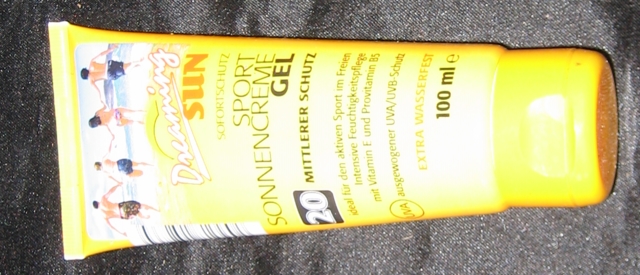 Dreaming
SUN
SOFORTSCHUTZ
SPORT
SONNENCREME
GEL
20 MITTLERER SCHUTZ
ideal für den aktiven Sport im Freien
Intensive Feuchtigkeitspflege
mit Vitamin E und Provitamin B5
UVA ausgewogener UVA/UVB-Schutz
EXTRA WASSERFEST
100 ml e